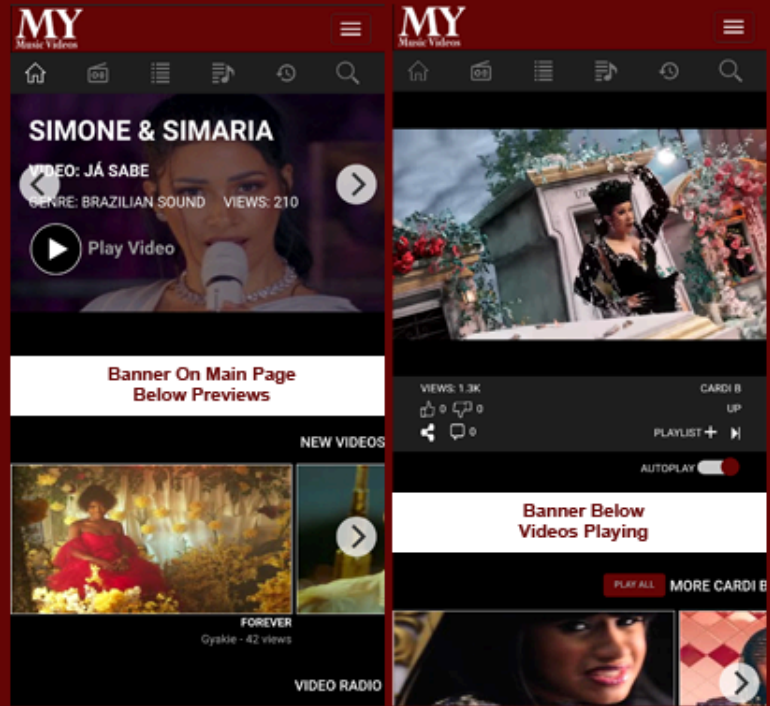 MY
Music Videos
SIMONE & SIMARIA
VIDEO: JÁ SABE
GENRE: BRAZILIAN SOUND VIEWS: 210
Play Video
Banner On Main Page
Below Previews
NEW VIDEOS
FOREVER
Gyakie - 42 views
VIDEO RADIO
MY
Music Videos
VIEWS: 1.3K CARDI B
0 0 UP
0 PLAYLIST
AUTOPLAY
Banner Below
Videos Playing
PLAY ALL MORE CARDI B